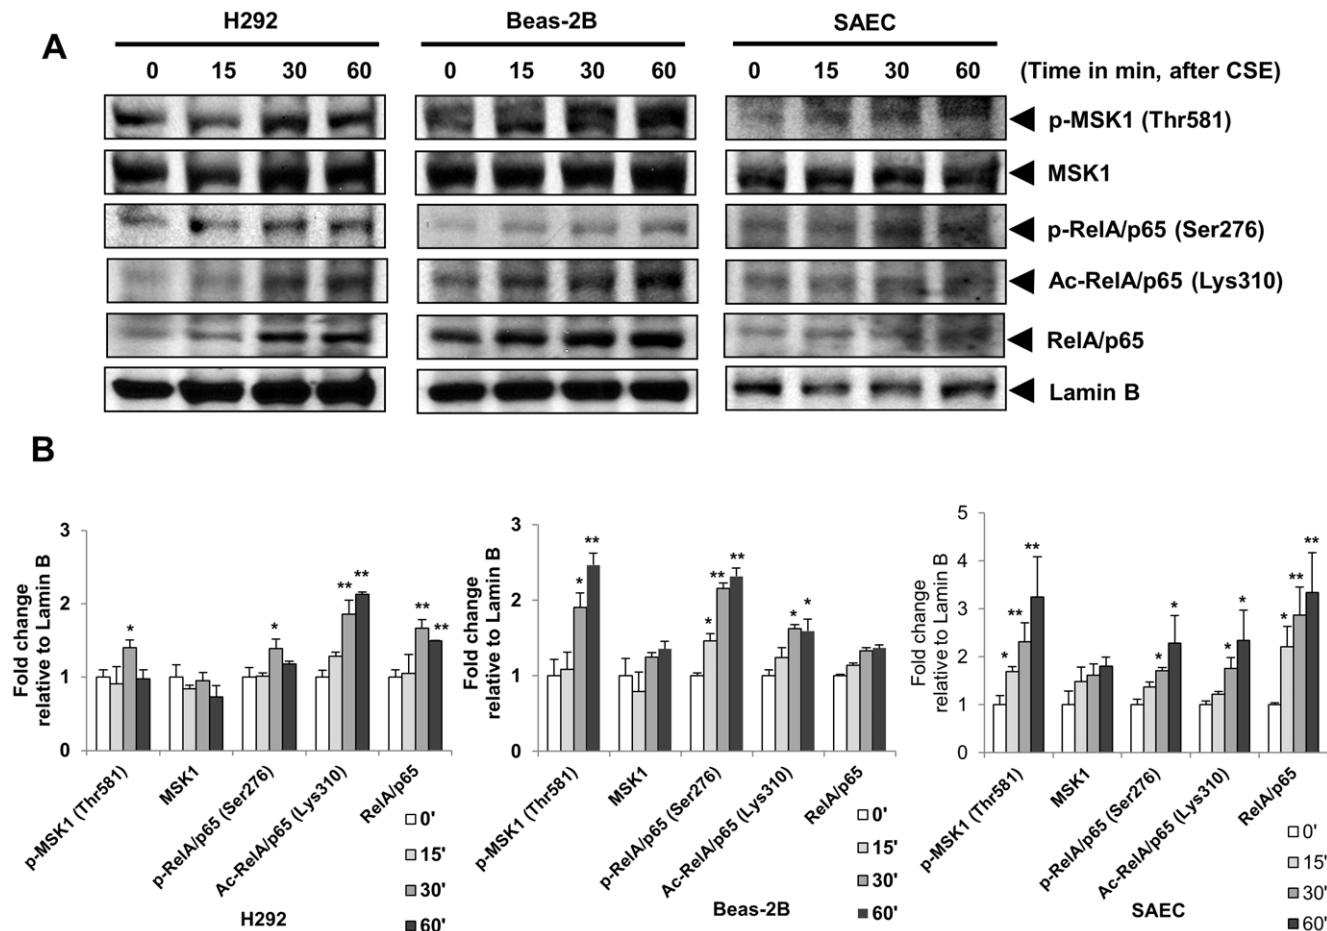 A
H292
Beas-2B
SAEC
0 15 30 60
0 15 30 60
0 15 30 60
(Time in min, after CSE)
p-MSK1 (Thr581)
MSK1
p-RelA/p65 (Ser276)
Ac-RelA/p65 (Lys310)
RelA/p65
Lamin B
B
Fold change
relative to Lamin B
3
2
1
0
*
*
**
**
**
**
p-MSK1 (Thr581)
MSK1
p-RelA/p65 (Ser276)
Ac-RelA/p65 (Lys310)
RelA/p65
0'
15'
30'
60'
H292
Fold change
relative to Lamin B
3
2
1
0
*
**
*
**
**
*
*
p-MSK1 (Thr581)
MSK1
p-RelA/p65 (Ser276)
Ac-RelA/p65 (Lys310)
RelA/p65
0'
15'
30'
60'
Beas-2B
Fold change
relative to Lamin B
5
4
3
2
1
0
*
**
**
*
*
*
*
*
**
**
p-MSK1 (Thr581)
MSK1
p-RelA/p65 (Ser276)
Ac-RelA/p65 (Lys310)
RelA/p65
0'
15'
30'
60'
SAEC